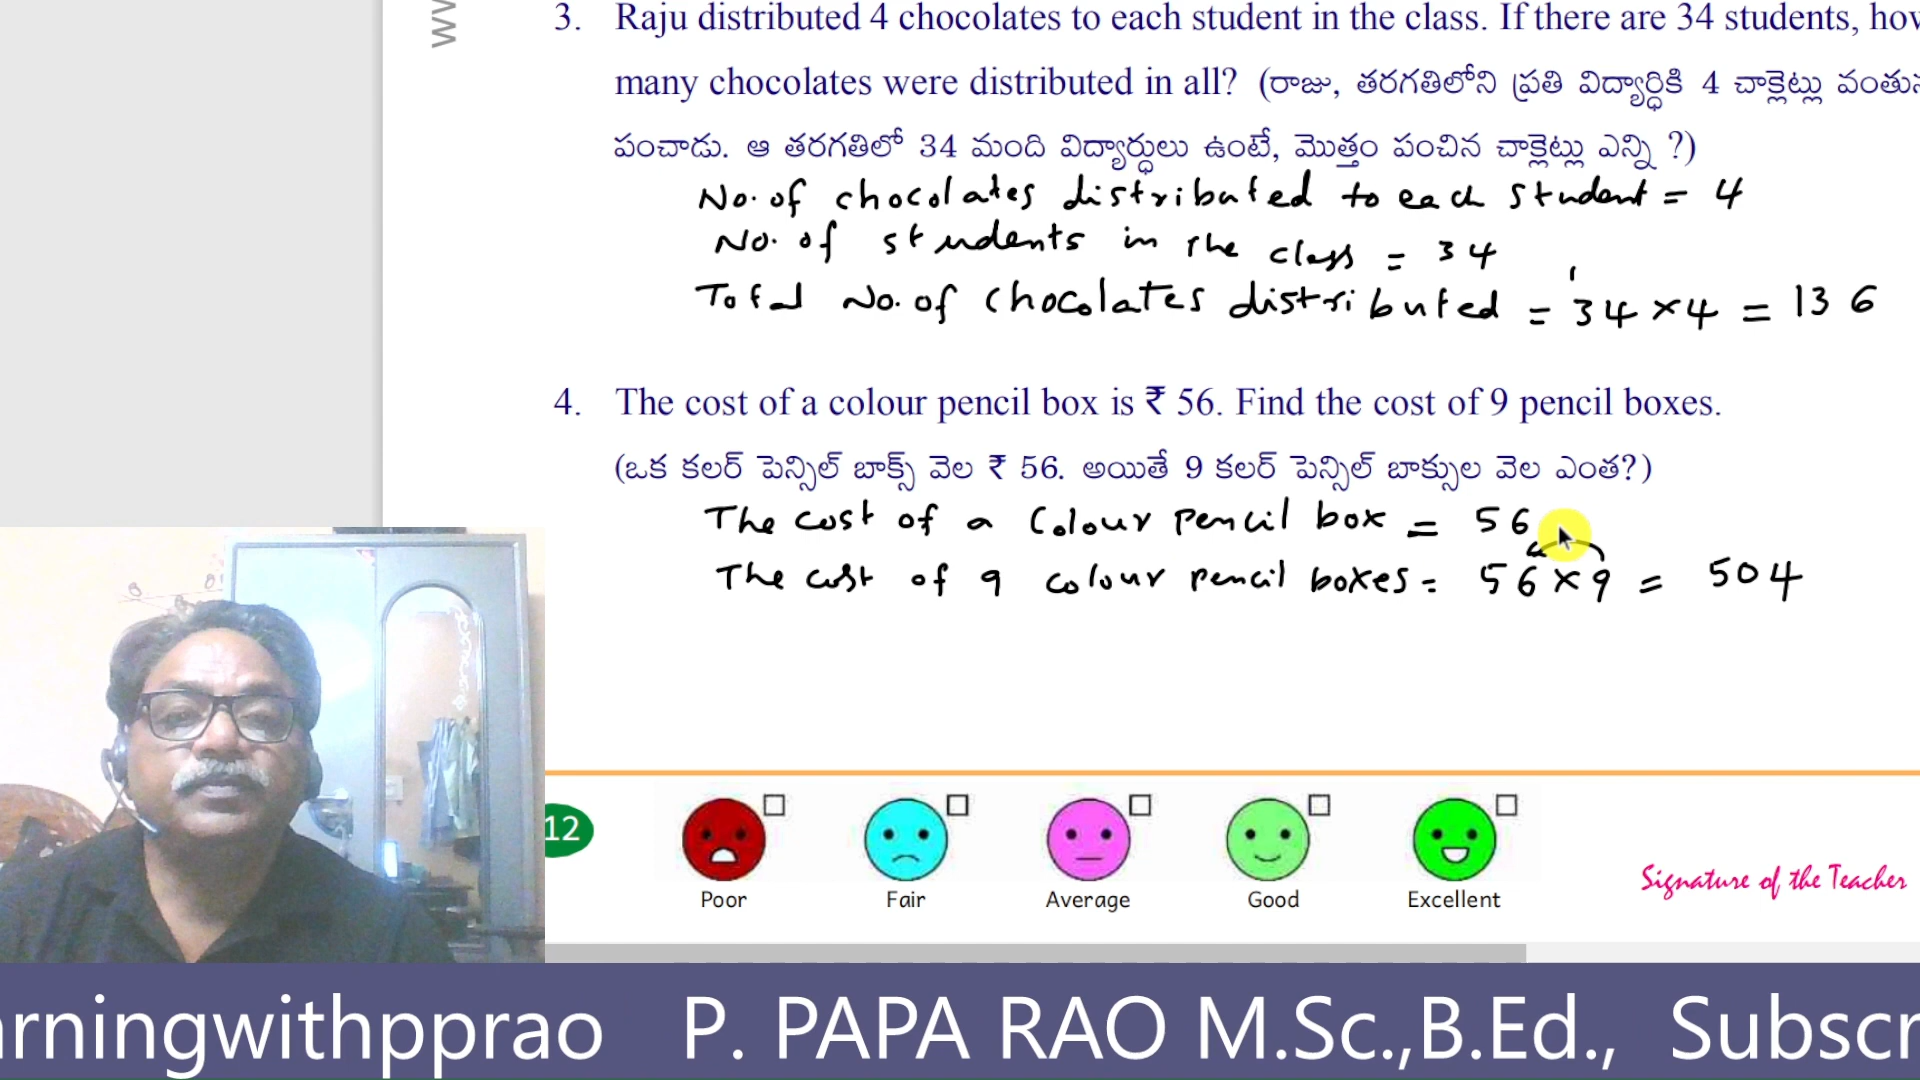 3. Raju distributed 4 chocolates to each student in the class. If there are 34 students, how
many chocolates were distributed in all? (రాజు, తరగతిలోని ప్రతి విద్యార్థికి 4 చాక్లెట్లు
పంచాడు. ఆ తరగతిలో 34 మంది విద్యార్థులు ఉంటే, మొత్తం పంచిన చాక్లెట్లు ఎన్ని ?)
No. of chocolates distributed to each student = 4
No. of students in the class = 34
Total No. of chocolates distributed = 34 × 4 = 136
4. The cost of a colour pencil box is ₹ 56. Find the cost of 9 pencil boxes.
(ఒక కలర్ పెన్సిల్ బాక్స్ వెల ₹ 56. అయితే 9 కలర్ పెన్సిల్ బాక్సుల వెల ఎంత?)
The cost of a Colour pencil box = 56
The cost of 9 colour pencil boxes = 56 × 9 = 504
12
Poor Fair Average Good Excellent
Signature of the Teacher
arningwithpprao P. PAPA RAO M.Sc.,B.Ed., Subscr